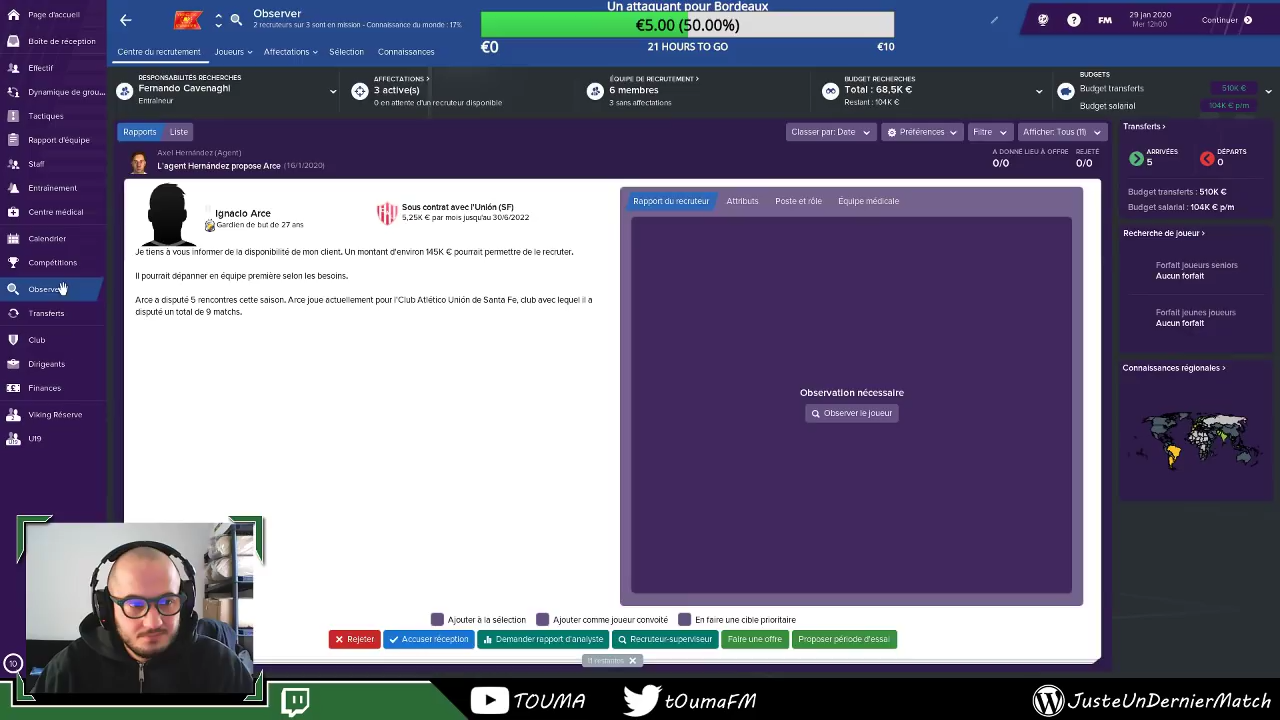 Observer
2 recruteurs sur 3 sont en mission - Connaissance du monde : 17%
Un attaquant pour Bordeaux
€5.00 (50.00%)
€0
21 HOURS TO GO
€10
?
FM
29 jan 2020
Mer 12h00
Continuer
Centre du recrutement
Joueurs
Affectations
Sélection
Connaissances
Page d'accueil
Boîte de réception
Effectif
Dynamique de grou...
Tactiques
Rapport d'équipe
Staff
Entraînement
Centre médical
Calendrier
Compétitions
Transferts
Club
Dirigeants
Finances
Viking Réserve
U19
10
RESPONSABILITÉS RECHERCHES
Fernando Cavenaghi
Entraîneur
AFFECTATIONS >
3 active(s)
0 en attente d'un recruteur disponible
ÉQUIPE DE RECRUTEMENT >
6 membres
3 sans affectations
BUDGET RECHERCHES
Total : 68,5K €
Restant : 104K €
BUDGETS
Budget transferts 510K €
Budget salarial 104K € p/m
Rapports
Liste
Classer par: Date
Préférences
Filtre
Afficher: Tous (11)
Axel Hernández (Agent)
L'agent Hernández propose Arce (16/1/2020)
A DONNÉ LIEU À OFFRE
0/0
REJETÉ
0/0
Ignacio Arce
Gardien de but de 27 ans
Sous contrat avec l'Unión (SF)
5,25K € par mois jusqu'au 30/6/2022
Je tiens à vous informer de la disponibilité de mon client. Un montant d'environ 145K € pourrait permettre de le recruter.
Il pourrait dépanner en équipe première selon les besoins.
Arce a disputé 5 rencontres cette saison. Arce joue actuellement pour l'Club Atlético Unión de Santa Fe, club avec lequel il a
disputé un total de 9 matchs.
Rapport du recruteur
Attributs
Poste et rôle
Equipe médicale
Observation nécessaire
Observer le joueur
Ajouter à la sélection
Ajouter comme joueur convoité
En faire une cible prioritaire
Rejeter
Accuser réception
Demander rapport d'analyste
Recruteur-superviseur
Faire une offre
Proposer période d'essai
11 restantes
Transferts >
ARRIVÉES
5
DÉPARTS
0
Budget transferts : 510K €
Budget salarial : 104K € p/m
Recherche de joueur >
Forfait joueurs seniors
Aucun forfait
Forfait jeunes joueurs
Aucun forfait
Connaissances régionales >
TOUMA
tOumaFM
JusteUnDernierMatch